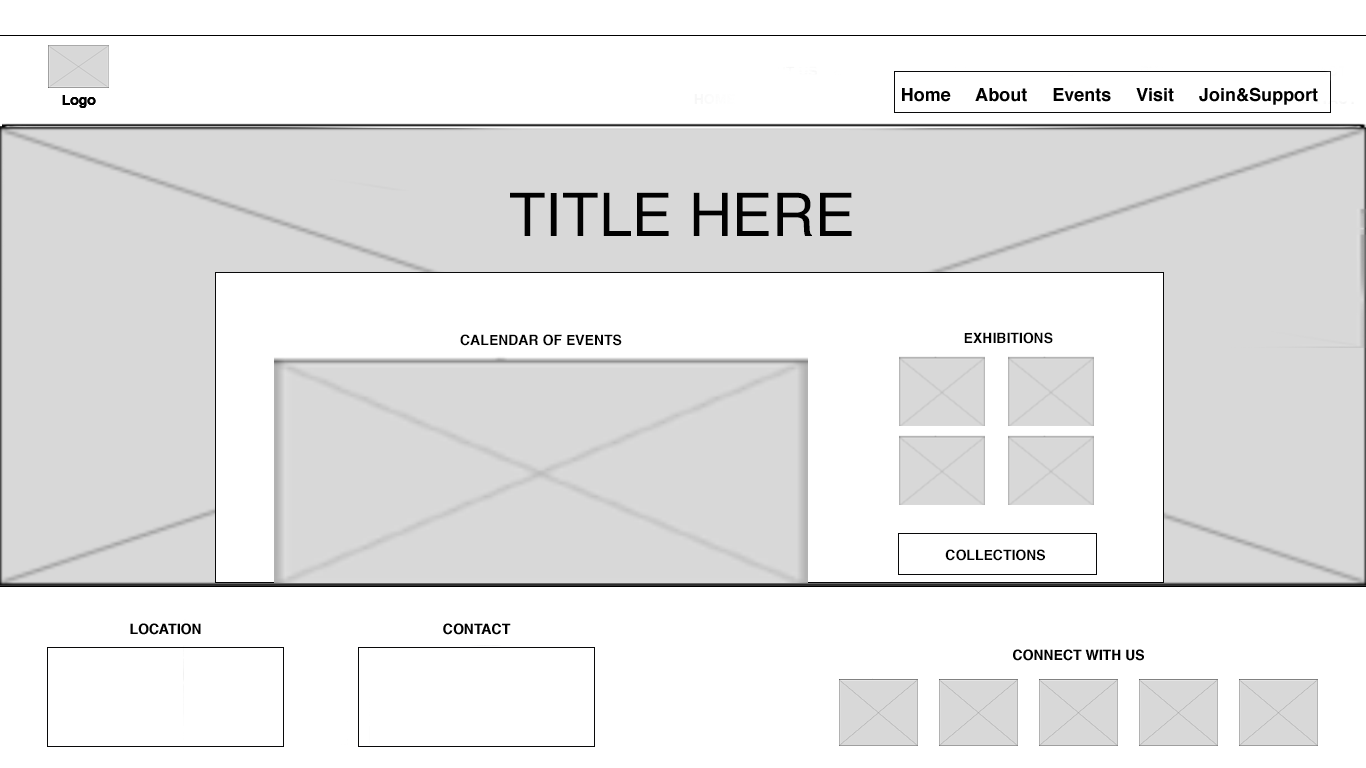 Logo
Home About Events Visit Join&Support
TITLE HERE
CALENDAR OF EVENTS
EXHIBITIONS
COLLECTIONS
LOCATION
CONTACT
CONNECT WITH US